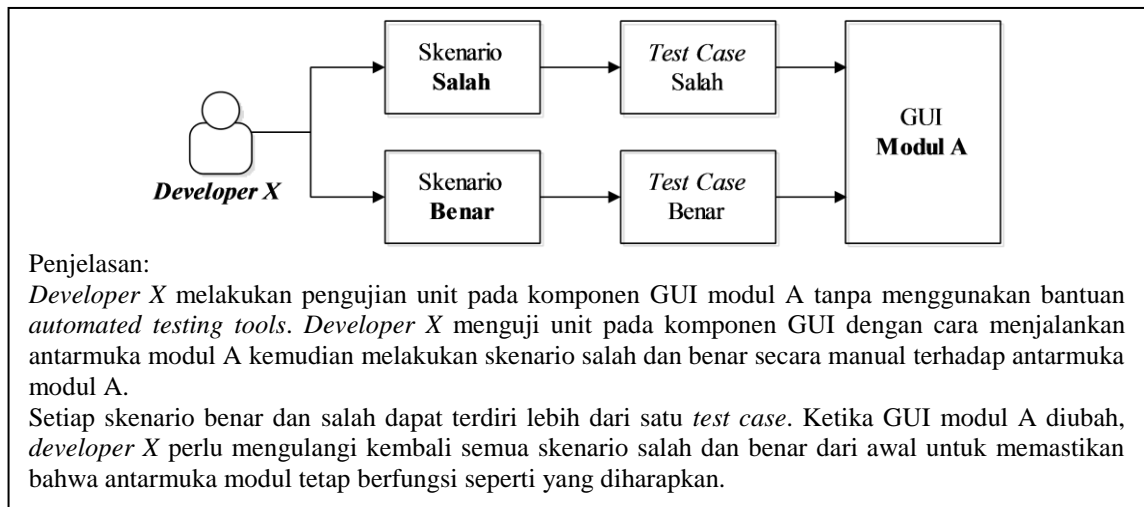 Skenario
Salah
Test Case
Salah
GUI
Modul A
Developer X
Skenario
Benar
Test Case
Benar
Penjelasan:
Developer X melakukan pengujian unit pada komponen GUI modul A tanpa menggunakan bantuan
automated testing tools. Developer X menguji unit pada komponen GUI dengan cara menjalankan
antarmuka modul A kemudian melakukan skenario salah dan benar secara manual terhadap antarmuka
modul A.
Setiap skenario benar dan salah dapat terdiri lebih dari satu test case. Ketika GUI modul A diubah,
developer X perlu mengulangi kembali semua skenario salah dan benar dari awal untuk memastikan
bahwa antarmuka modul tetap berfungsi seperti yang diharapkan.